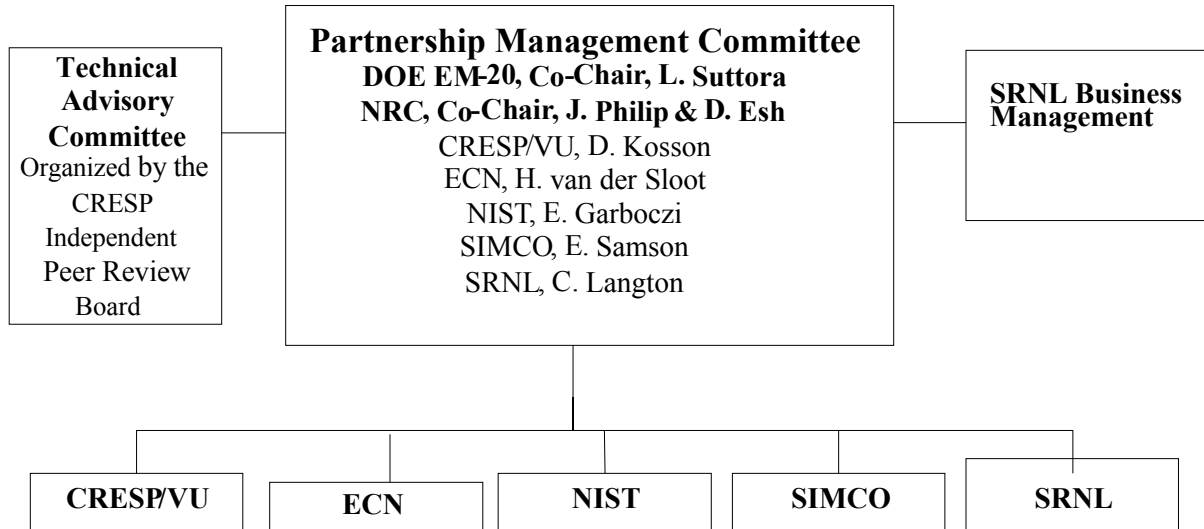 Technical
Advisory
Committee
Organized by the
CRESP
Independent
Peer Review
Board
Partnership Management Committee
DOE EM-20, Co-Chair, L. Suttora
NRC, Co-Chair, J. Philip & D. Esh
CRESP/VU, D. Kosson
ECN, H. van der Sloot
NIST, E. Garboczi
SIMCO, E. Samson
SRNL, C. Langton
SRNL Business
Management
CRESP/VU
ECN
NIST
SIMCO
SRNL